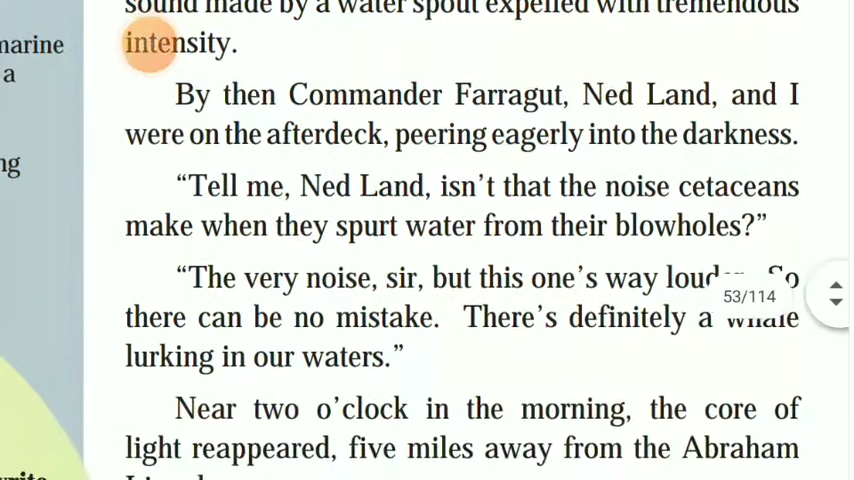 sound made by a water spout expelled with tremendous
intensity.
By then Commander Farragut, Ned Land, and I
were on the afterdeck, peering eagerly into the darkness.
“Tell me, Ned Land, isn’t that the noise cetaceans
make when they spurt water from their blowholes?”
“The very noise, sir, but this one’s way louder. So
there can be no mistake. There’s definitely a whale
lurking in our waters.”
Near two o’clock in the morning, the core of
light reappeared, five miles away from the Abraham
marine
a
ng
write
53/114